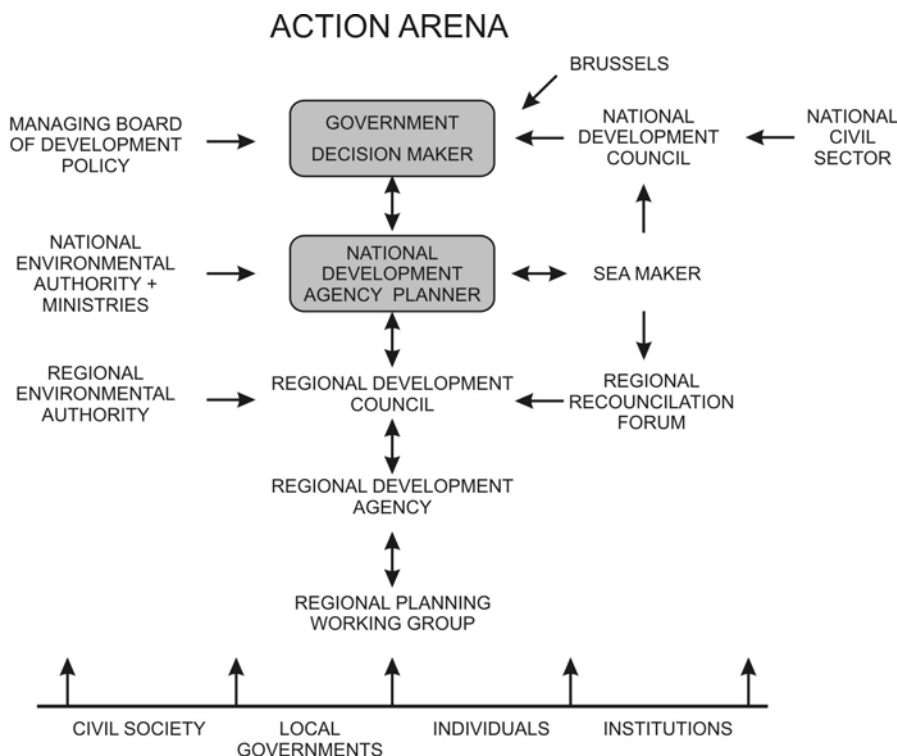 ACTION ARENA
BRUSSELS
MANAGING BOARD
OF DEVELOPMENT
POLICY
GOVERNMENT
DECISION MAKER
NATIONAL
DEVELOPMENT
COUNCIL
NATIONAL
CIVIL
SECTOR
NATIONAL
ENVIRONMENTAL
AUTHORITY +
MINISTRIES
NATIONAL
DEVELOPMENT
AGENCY PLANNER
SEA MAKER
REGIONAL
ENVIRONMENTAL
AUTHORITY
REGIONAL DEVELOPMENT
COUNCIL
REGIONAL
RECOUNCILATION
FORUM
REGIONAL DEVELOPMENT
AGENCY
REGIONAL PLANNING
WORKING GROUP
CIVIL SOCIETY
LOCAL
GOVERNMENTS
INDIVIDUALS
INSTITUTIONS